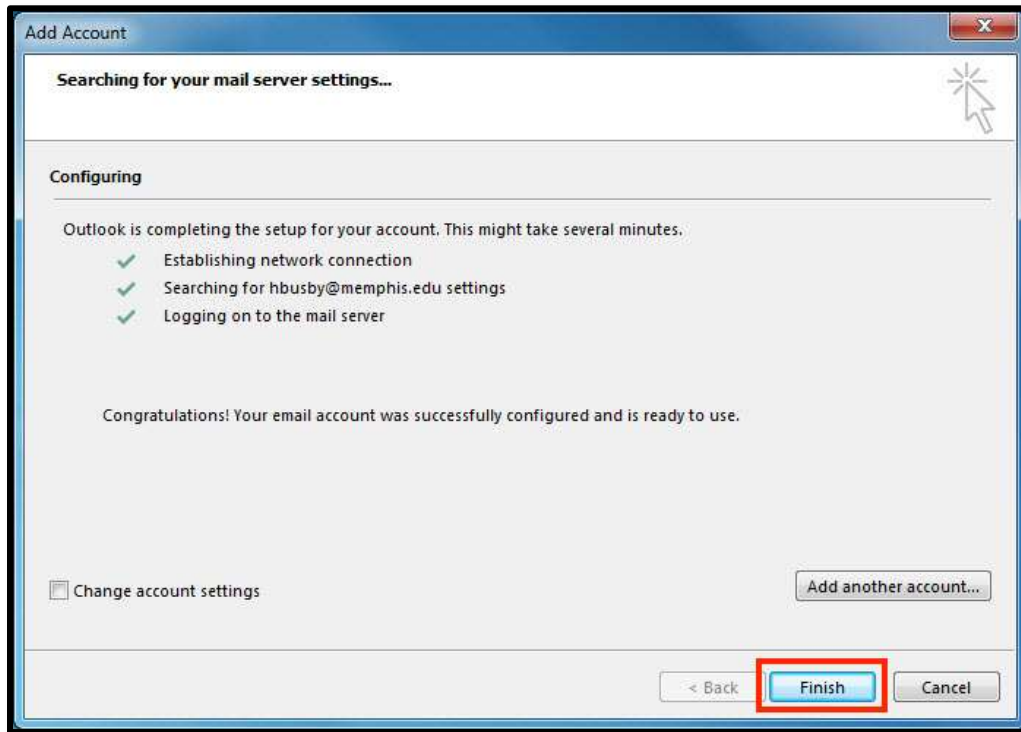 Add Account
X
Searching for your mail server settings...
Configuring
Outlook is completing the setup for your account. This might take several minutes.
Establishing network connection
Searching for hbusby@memphis.edu settings
Logging on to the mail server
Congratulations! Your email account was successfully configured and is ready to use.
Change account settings
Add another account...
< Back
Finish
Cancel